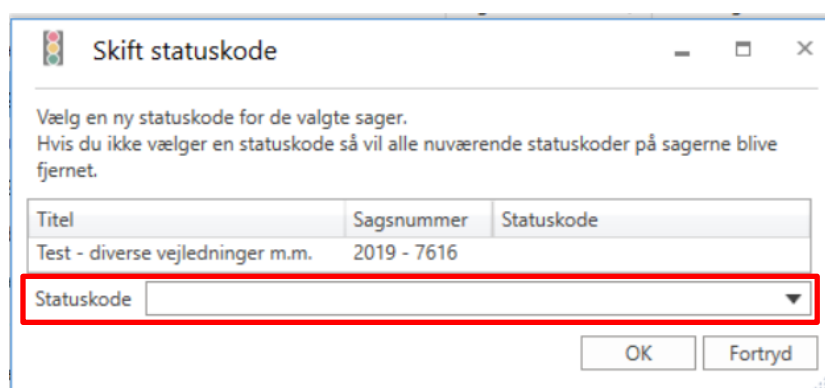 Skift statuskode
Vælg en ny statuskode for de valgte sager.
Hvis du ikke vælger en statuskode så vil alle nuværende statuskoder på sagerne blive
fjernet.
Titel Sagsnummer Statuskode
Test - diverse vejledninger m.m. 2019 - 7616
Statuskode
OK Fortryd